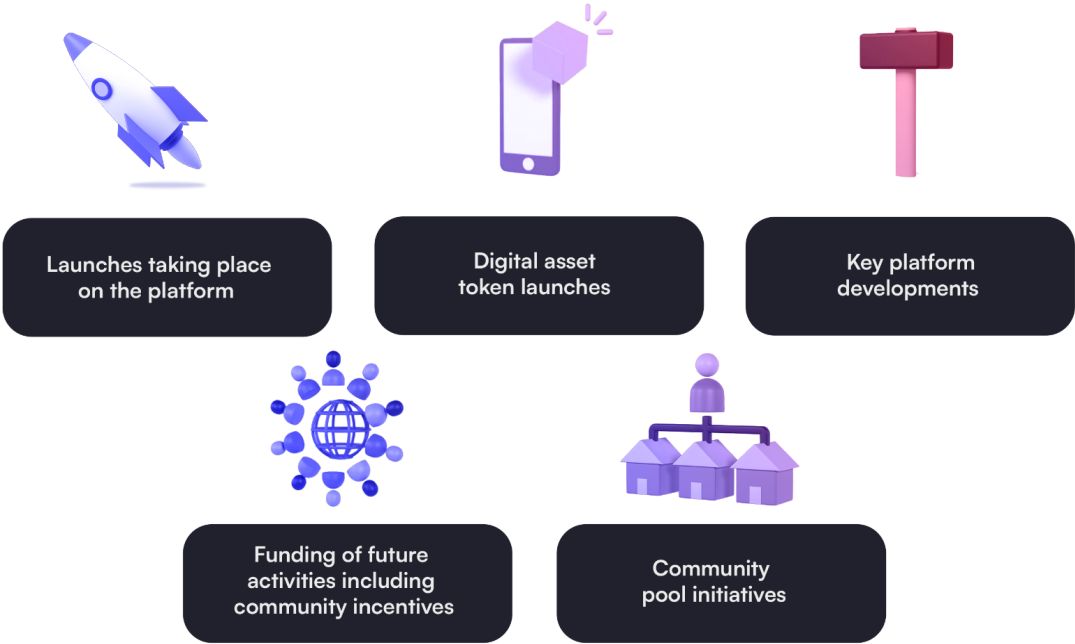 Launches taking place
on the platform
Digital asset
token launches
Key platform
developments
Funding of future
activities including
community incentives
Community
pool initiatives